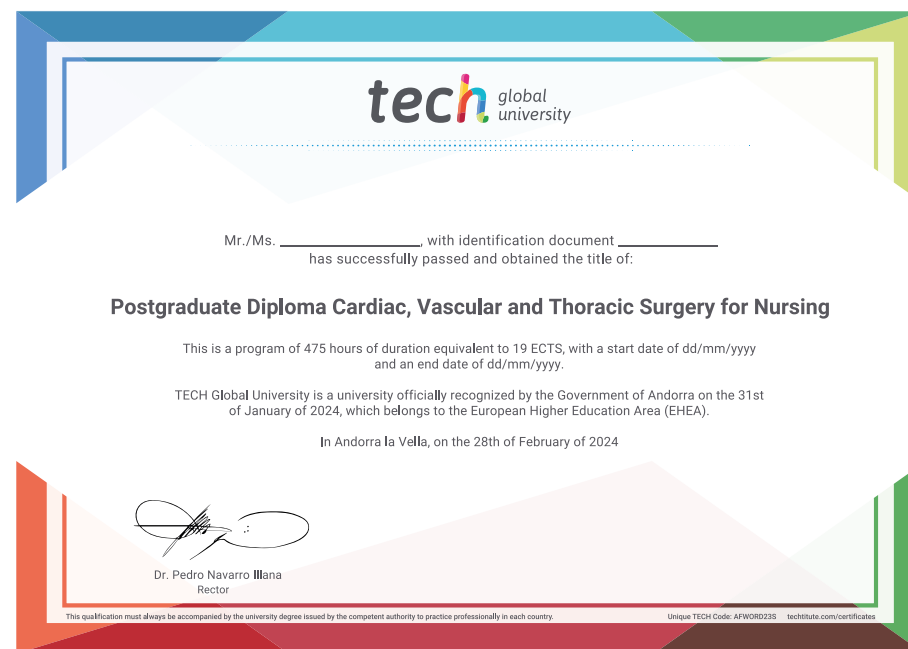 tech global university
Mr./Ms. ____________________, with identification document ______________
has successfully passed and obtained the title of:
Postgraduate Diploma Cardiac, Vascular and Thoracic Surgery for Nursing
This is a program of 475 hours of duration equivalent to 19 ECTS, with a start date of dd/mm/yyyy
and an end date of dd/mm/yyyy.
TECH Global University is a university officially recognized by the Government of Andorra on the 31st
of January of 2024, which belongs to the European Higher Education Area (EHEA).
In Andorra la Vella, on the 28th of February of 2024
Dr. Pedro Navarro Illana
Rector
This qualification must always be accompanied by the university degree issued by the competent authority to practice professionally in each country.
Unique TECH Code: AFWORD23S techtitute.com/certificates